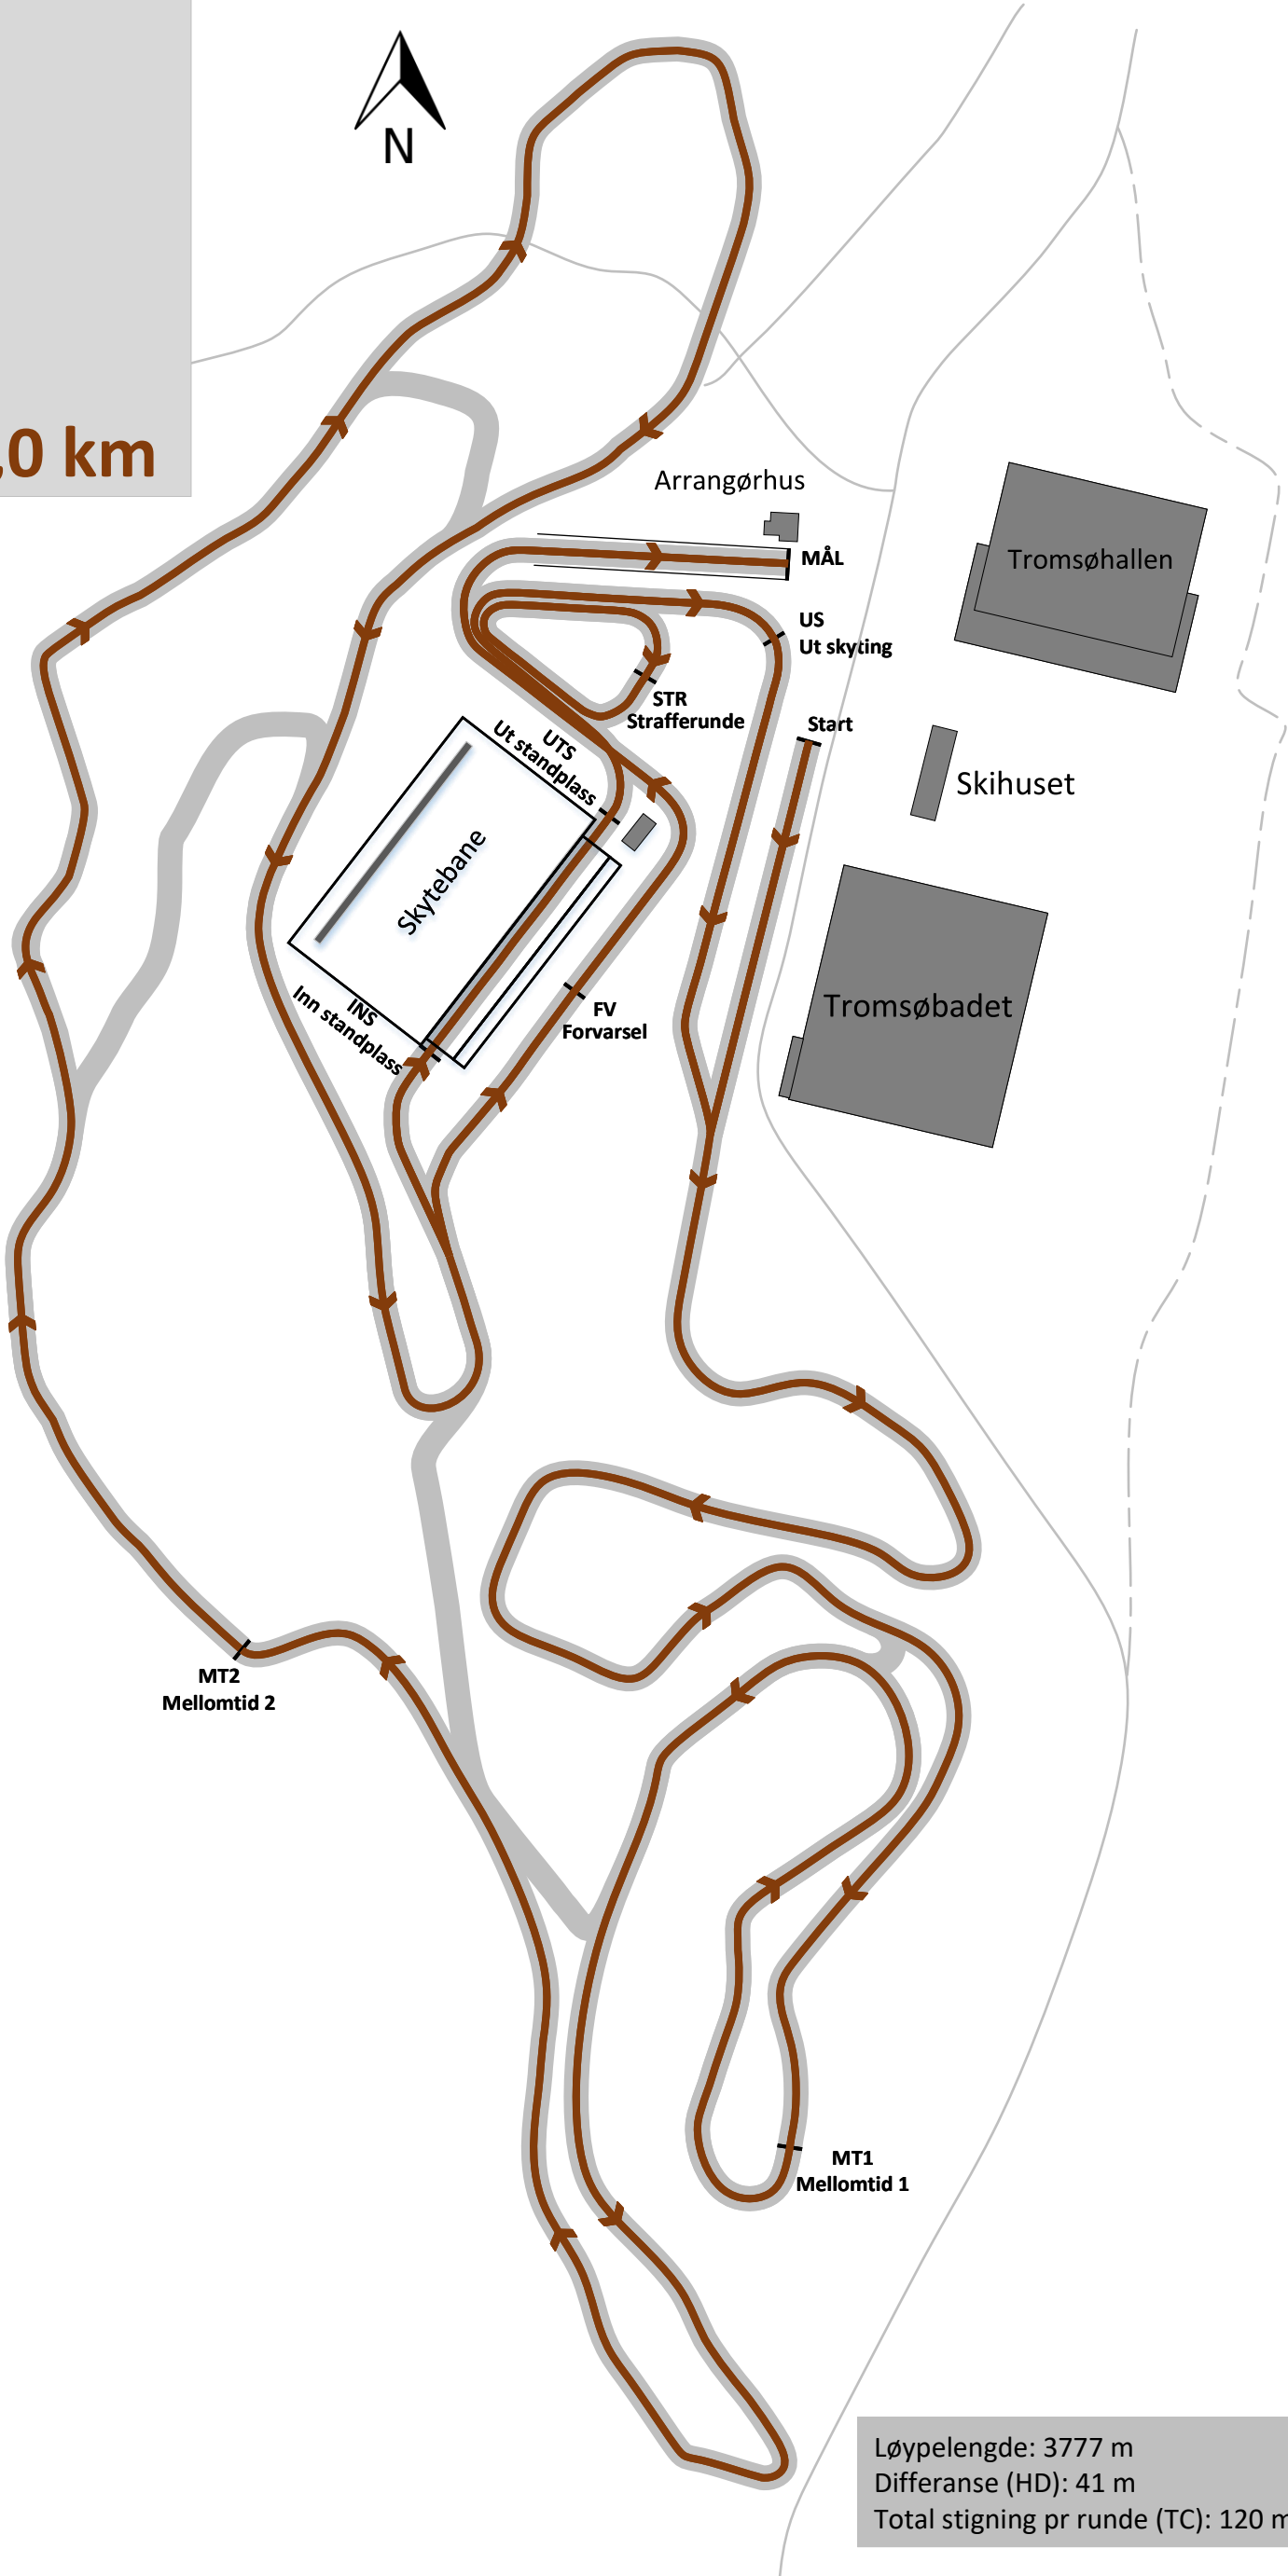 N
,0 km
Arrangørhus
MÅL
Tromsøhallen
US
Ut skyting
STR
Strafferunde
Start
UTS
Ut standplass
Skihuset
Skytebane
INS
Inn standplass
FV
Forvarsel
Tromsøbadet
MT2
Mellomtid 2
MT1
Mellomtid 1
Løypelengde: 3777 m
Differanse (HD): 41 m
Total stigning pr runde (TC): 120 m